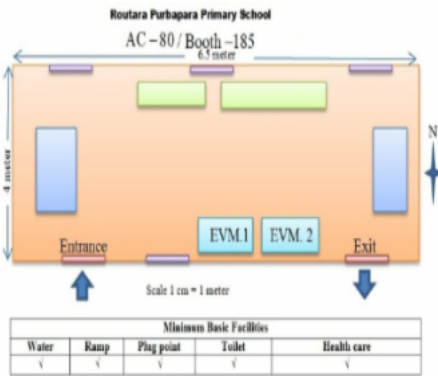 Routara Purbapara Primary School
AC -80 / Booth -185
6.5 meter
4 meter
N
EVM.1 EVM. 2
Entrance Exit
Scale 1 cm = 1 meter
Minimum Basic Facilities
Water Ramp Plug point Toilet Health care
√ √ √ √ √